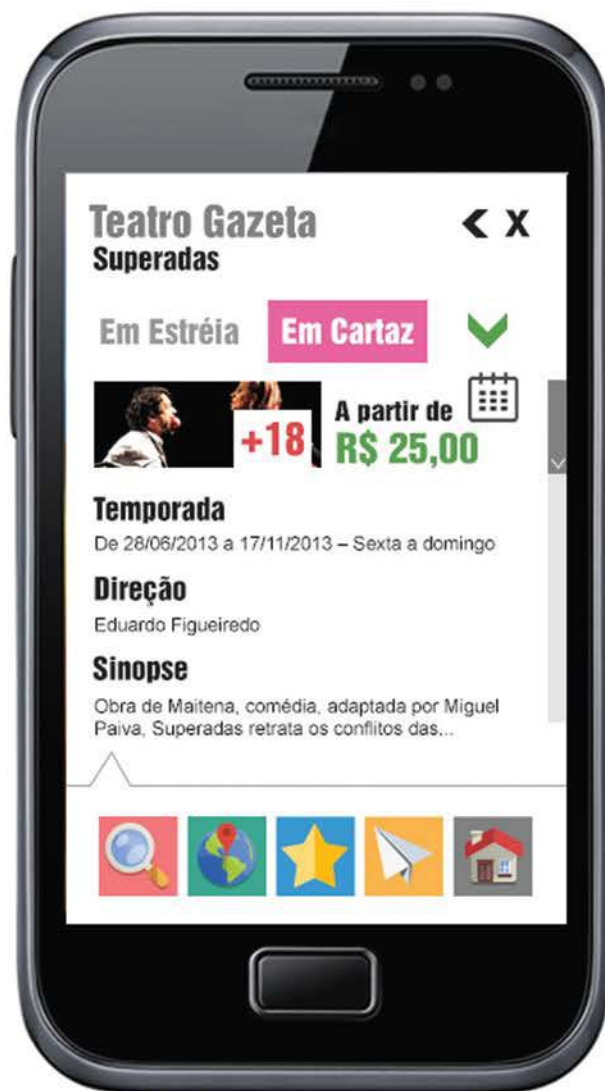 Teatro Gazeta
Superadas
Em Estréia
Em Cartaz
+18
A partir de
R$ 25,00
Temporada
De 28/06/2013 a 17/11/2013 – Sexta a domingo
Direção
Eduardo Figueiredo
Sinopse
Obra de Maitena, comédia, adaptada por Miguel
Paiva, Superadas retrata os conflitos das...